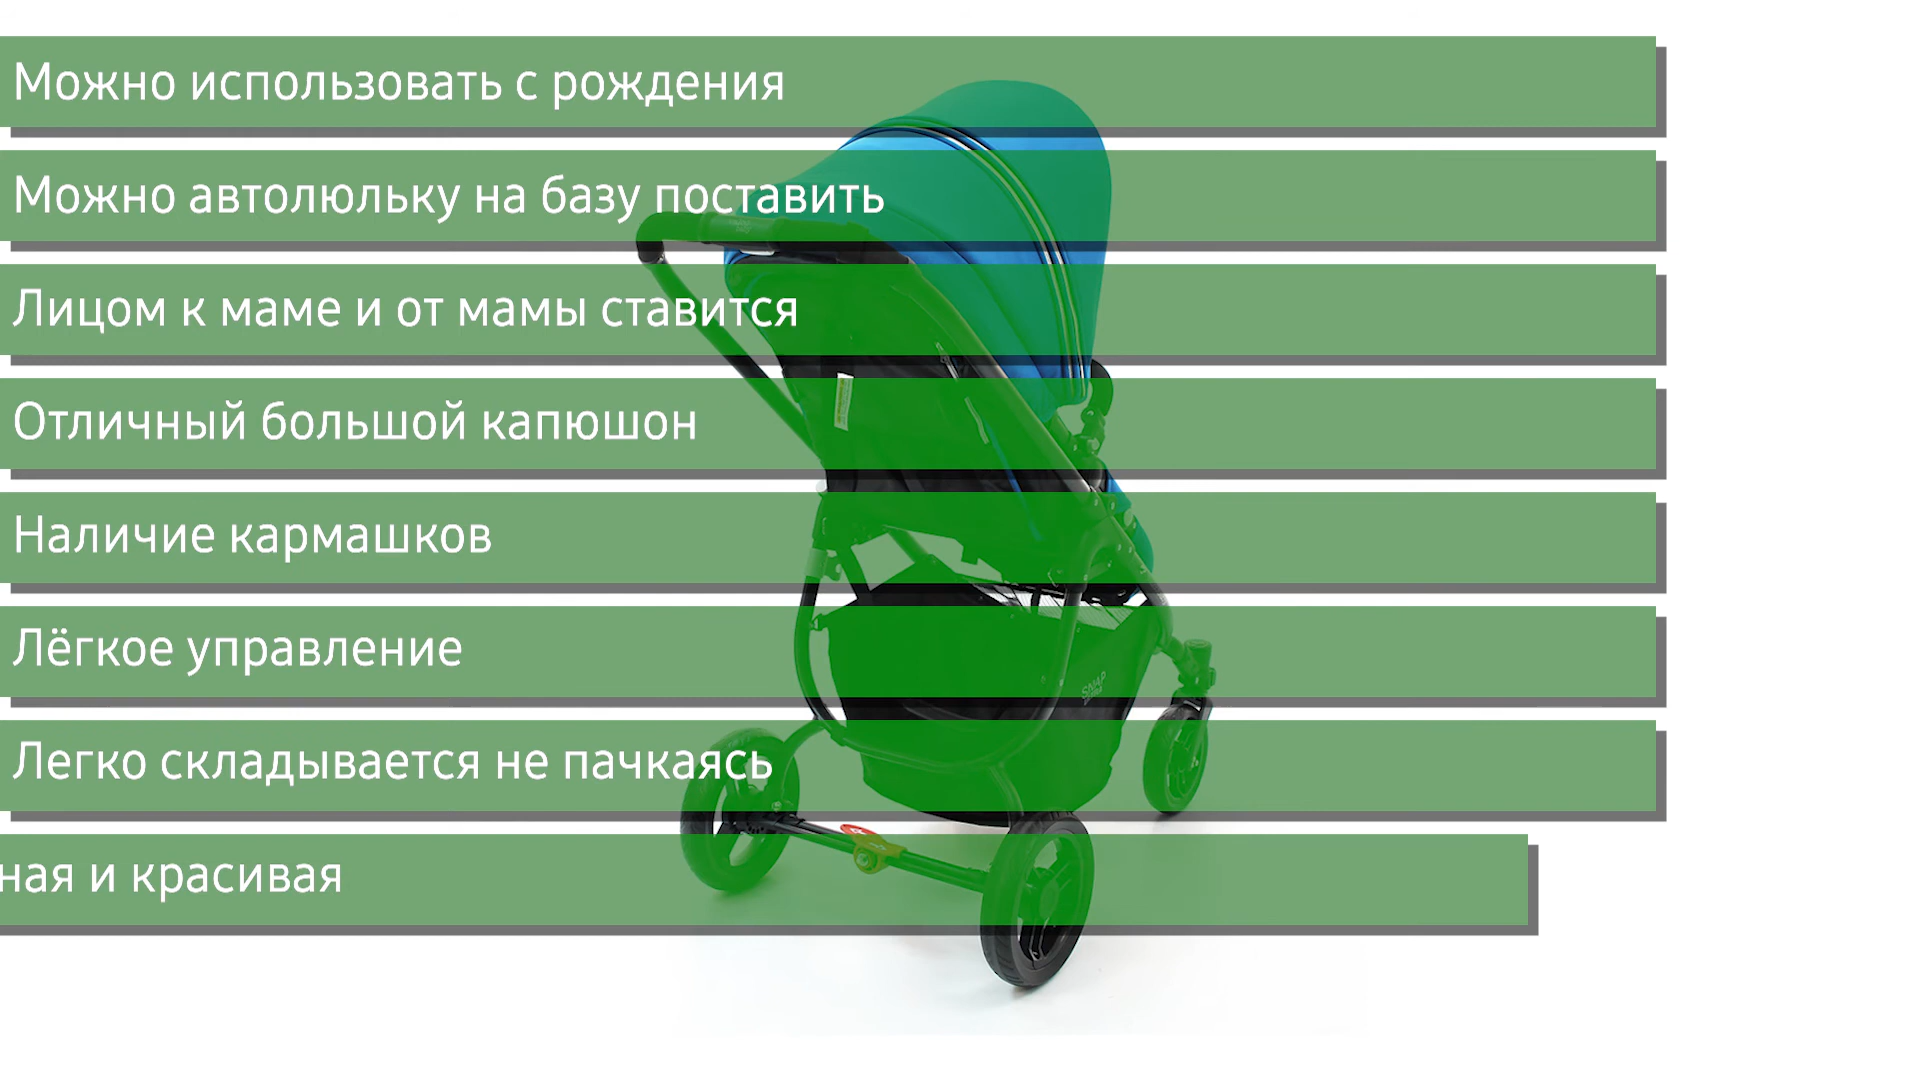 Можно использовать с рождения
Можно автолюльку на базу поставить
Лицом к маме и от мамы ставится
Отличный большой капюшон
Наличие кармашков
Лёгкое управление
SNAP
Легко складывается не пачкаясь
ная и красивая